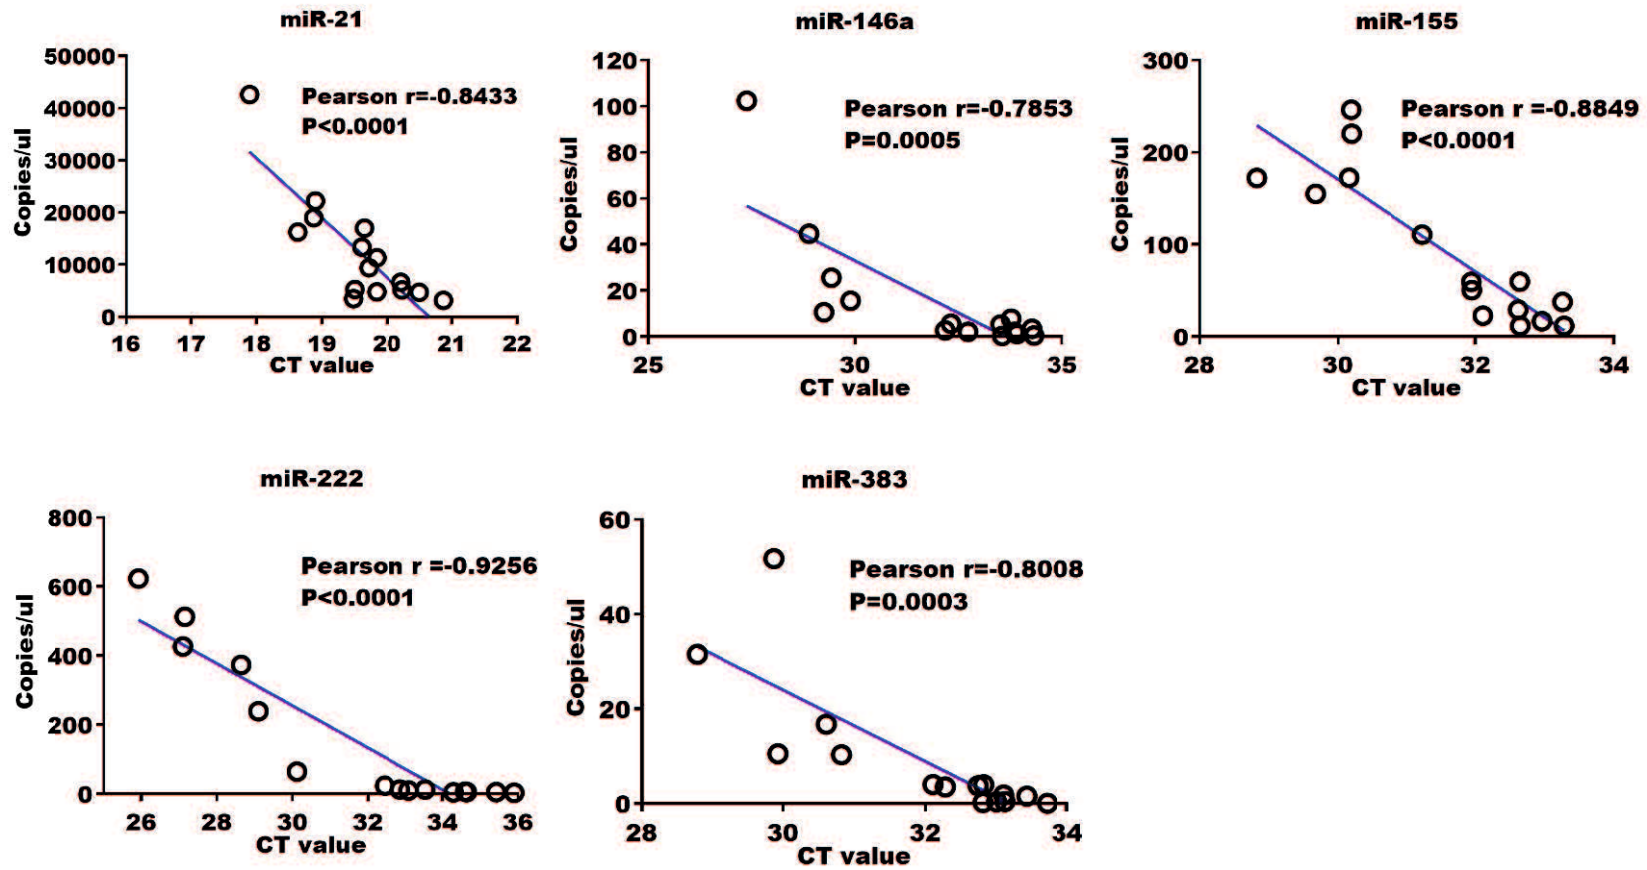 miR-21
50000
40000
30000
20000
10000
0
Copies/ul
Pearson r=-0.8433
P<0.0001
16 17 18 19 20 21 22
CT value
miR-146a
120
100
80
60
40
20
0
Copies/ul
Pearson r=-0.7853
P=0.0005
25 30 35
CT value
miR-155
300
200
100
0
Copies/ul
Pearson r =-0.8849
P<0.0001
28 30 32 34
CT value
miR-222
800
600
400
200
0
Copies/ul
Pearson r =-0.9256
P<0.0001
26 28 30 32 34 36
CT value
miR-383
60
40
20
0
Copies/ul
Pearson r=-0.8008
P=0.0003
28 30 32 34
CT value